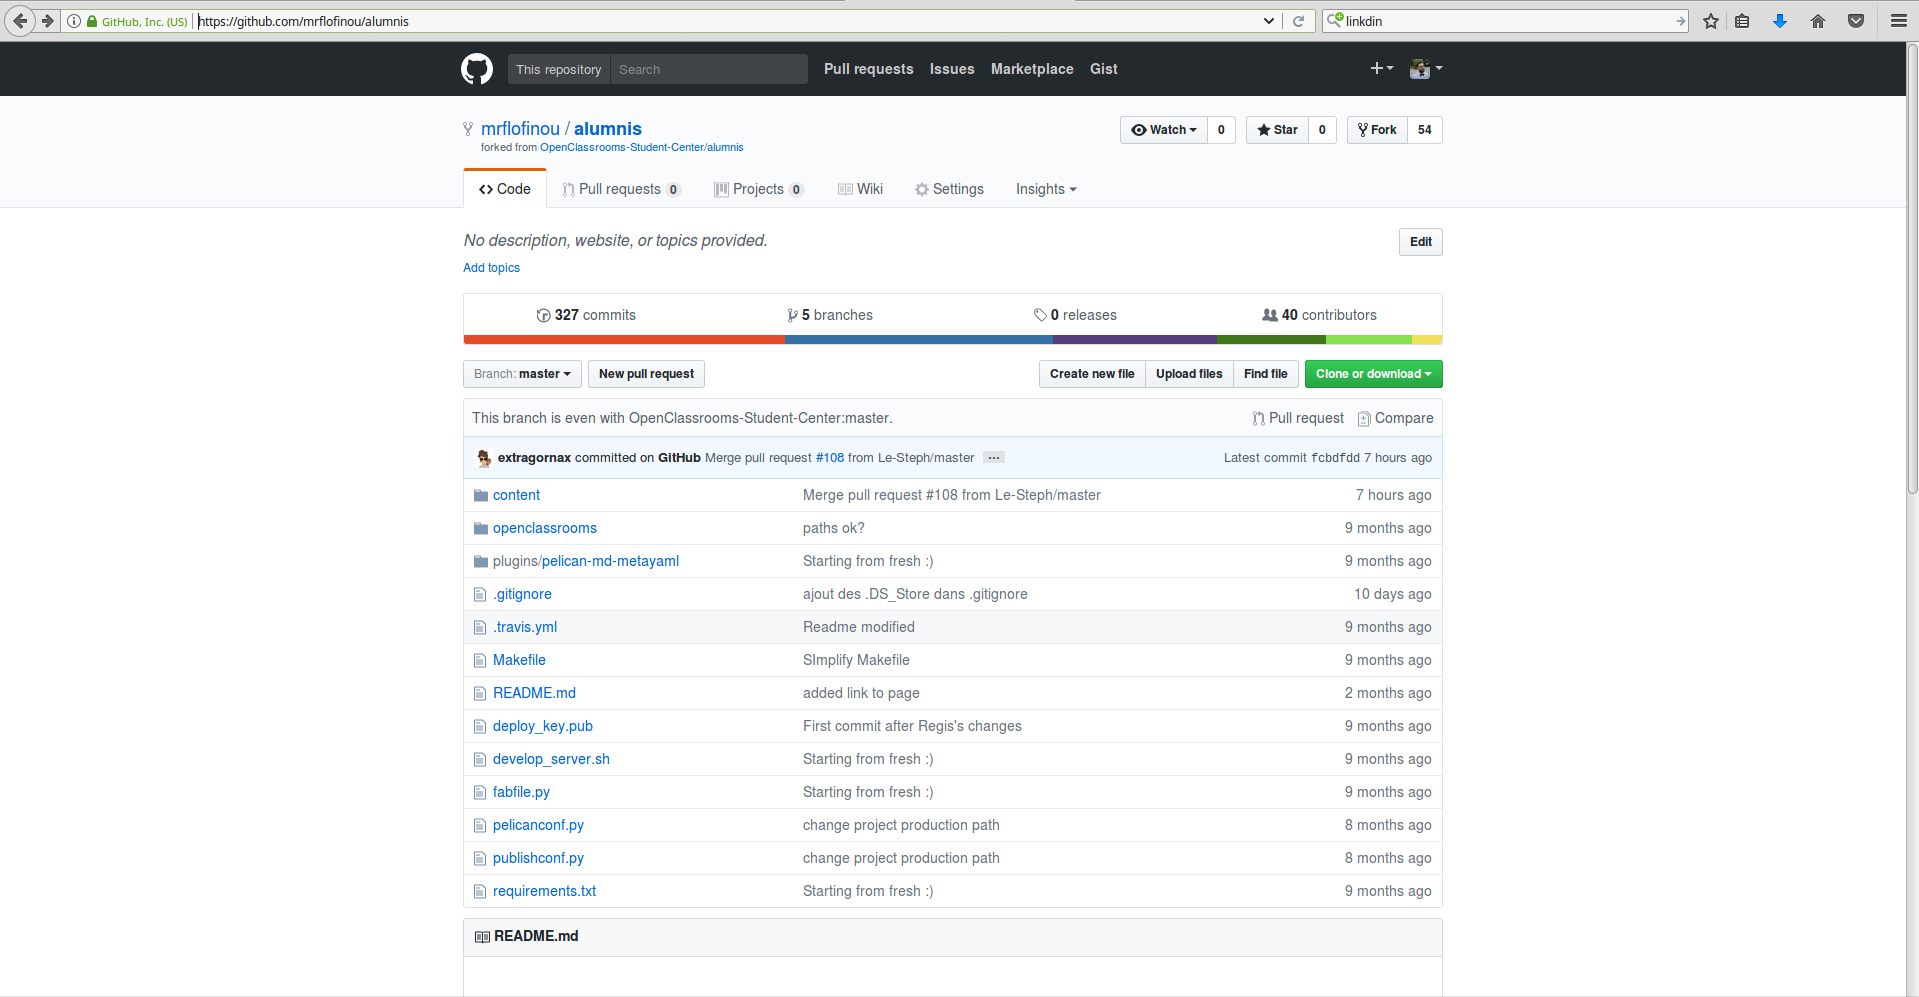 GitHub, Inc. (US) https://github.com/mrflofinou/alumnis linkdin
This repository Search Pull requests Issues Marketplace Gist
mrflofinou / alumnis Watch 0 Star 0 Fork 54
forked from OpenClassrooms-Student-Center/alumnis
Code Pull requests 0 Projects 0 Wiki Settings Insights
No description, website, or topics provided. Edit
Add topics
327 commits 5 branches 0 releases 40 contributors
Branch: master New pull request Create new file Upload files Find file Clone or download
This branch is even with OpenClassrooms-Student-Center:master. Pull request Compare
extragornax committed on GitHub Merge pull request #108 from Le-Steph/master ... Latest commit fcbdfdd 7 hours ago
content Merge pull request #108 from Le-Steph/master 7 hours ago
openclassrooms paths ok? 9 months ago
plugins/pelican-md-metayaml Starting from fresh :) 9 months ago
.gitignore ajout des .DS_Store dans .gitignore 10 days ago
.travis.yml Readme modified 9 months ago
Makefile SImplify Makefile 9 months ago
README.md added link to page 2 months ago
deploy_key.pub First commit after Regis's changes 9 months ago
develop_server.sh Starting from fresh :) 9 months ago
fabfile.py Starting from fresh :) 9 months ago
pelicanconf.py change project production path 8 months ago
publishconf.py change project production path 8 months ago
requirements.txt Starting from fresh :) 9 months ago
README.md